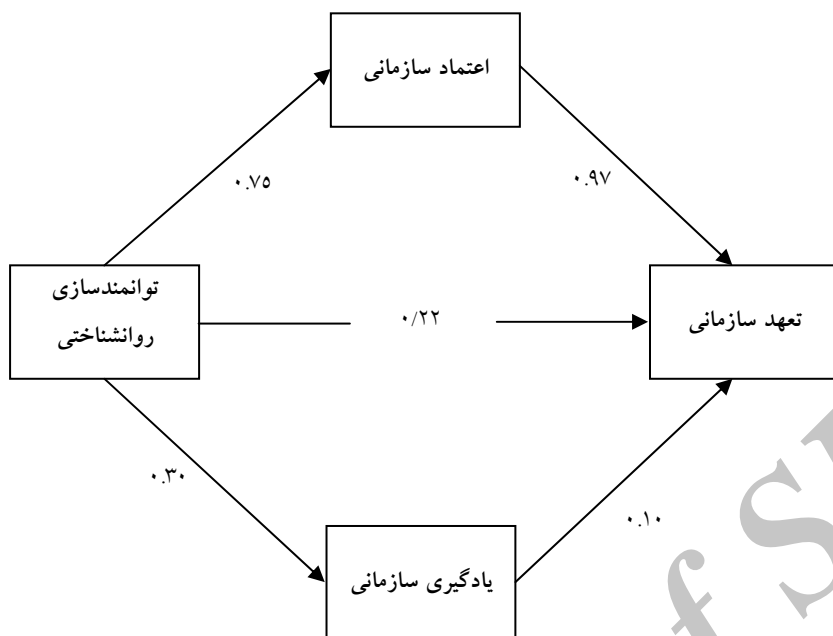 اعتماد سازمانی
۰.۷۵
۰.۹۷
توانمندسازی
روانشناختی
۰/۲۲
تعهد سازمانی
۰.۳۰
۰.۱۰
یادگیری سازمانی
f S